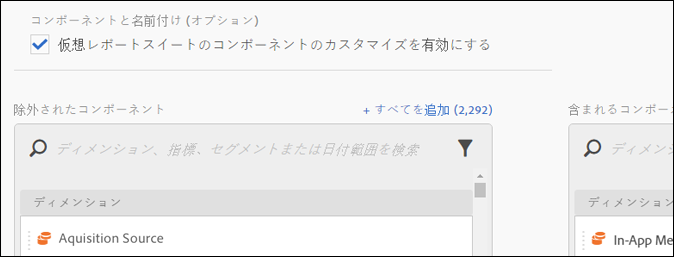 コンポーネントと名前付け (オプション)
仮想レポートスイートのコンポーネントのカスタマイズを有効にする
除外されたコンポーネント
+ すべてを追加 (2,292)
含まれるコンポーネ
ディメンション、指標、セグメントまたは日付範囲を検索
ディメンシ
ディメンション
ディメンション
Aquisition Source
In-App Me